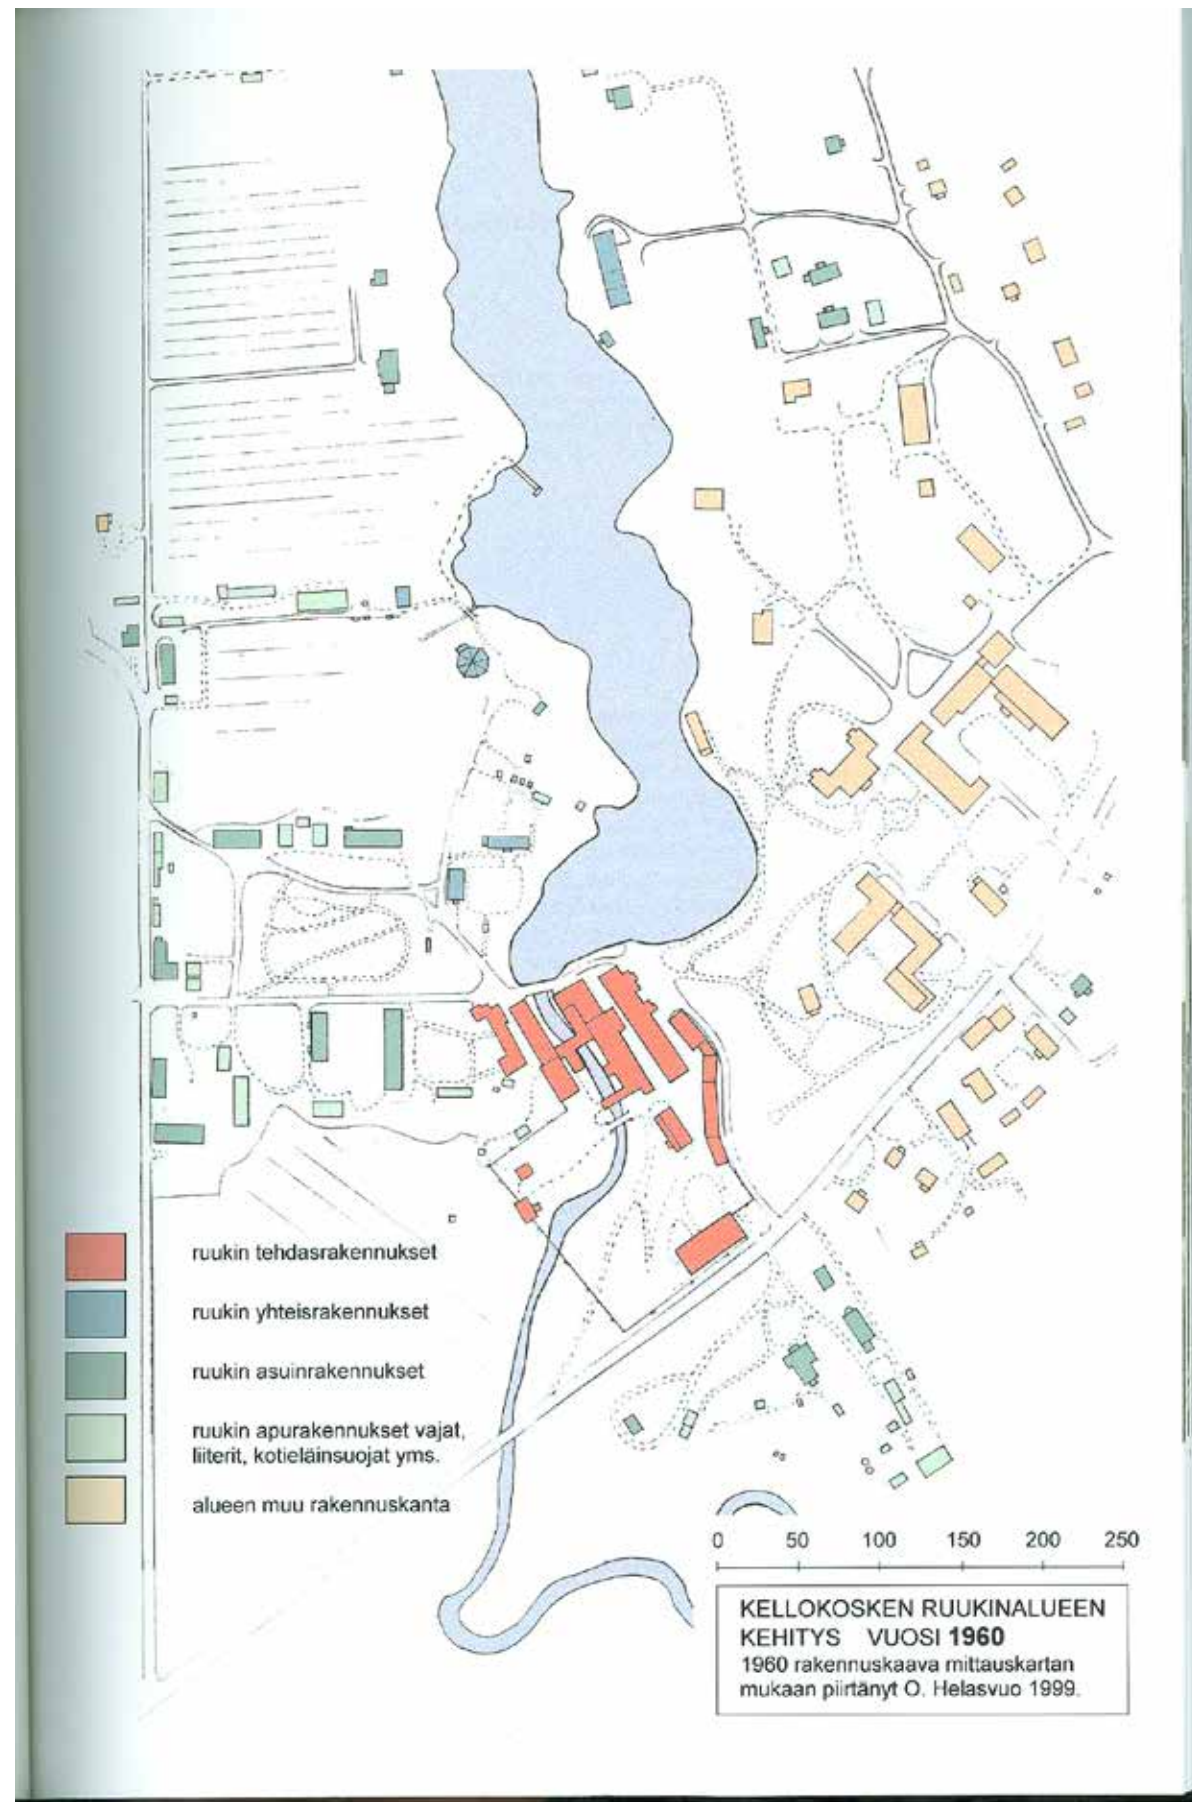 ruukin tehdasrakennukset
ruukin yhteisrakennukset
ruukin asuinrakennukset
ruukin apurakennukset vajat,
liiterit, kotieläinsuojat yms.
alueen muu rakennuskanta
0 50 100 150 200 250
KELLOKOSKEN RUUKINALUEEN
KEHITYS VUOSI 1960
1960 rakennuskaava mittauskartan
mukaan piirtänyt O. Helasvuo 1999.